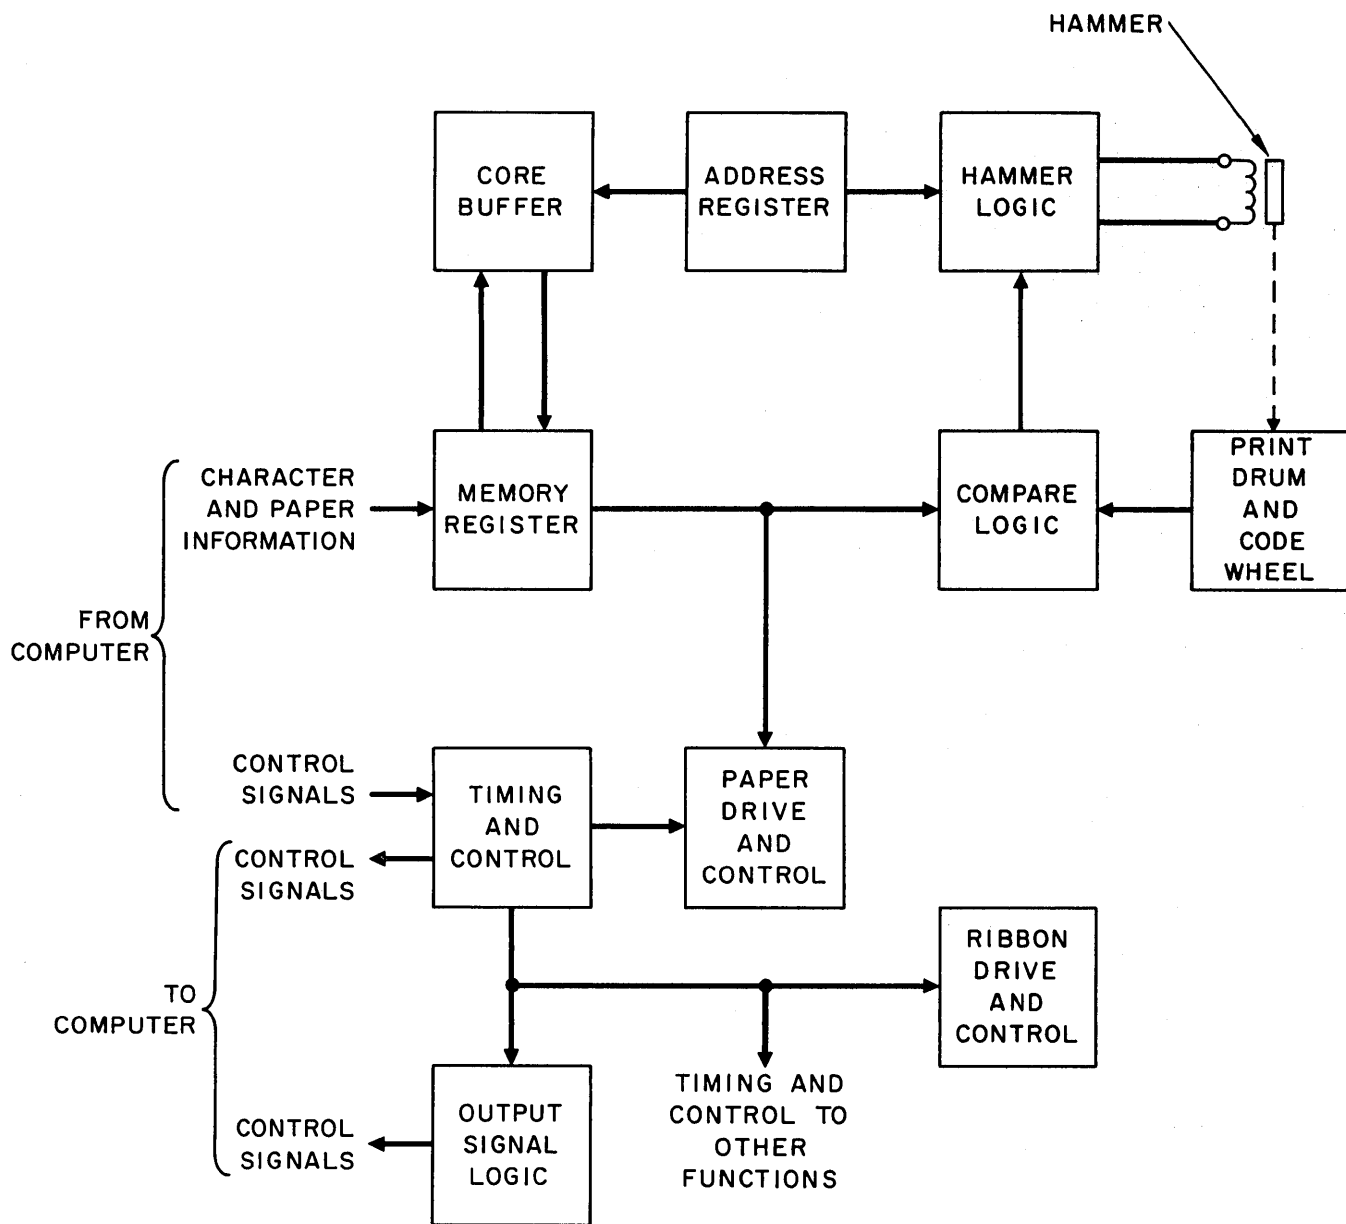 HAMMER
CORE
BUFFER
ADDRESS
REGISTER
HAMMER
LOGIC
CHARACTER
AND PAPER
INFORMATION
MEMORY
REGISTER
COMPARE
LOGIC
PRINT
DRUM
AND
CODE
WHEEL
FROM
COMPUTER
CONTROL
SIGNALS
TIMING
AND
CONTROL
PAPER
DRIVE
AND
CONTROL
CONTROL
SIGNALS
TO
COMPUTER
RIBBON
DRIVE
AND
CONTROL
CONTROL
SIGNALS
OUTPUT
SIGNAL
LOGIC
TIMING AND
CONTROL TO
OTHER
FUNCTIONS